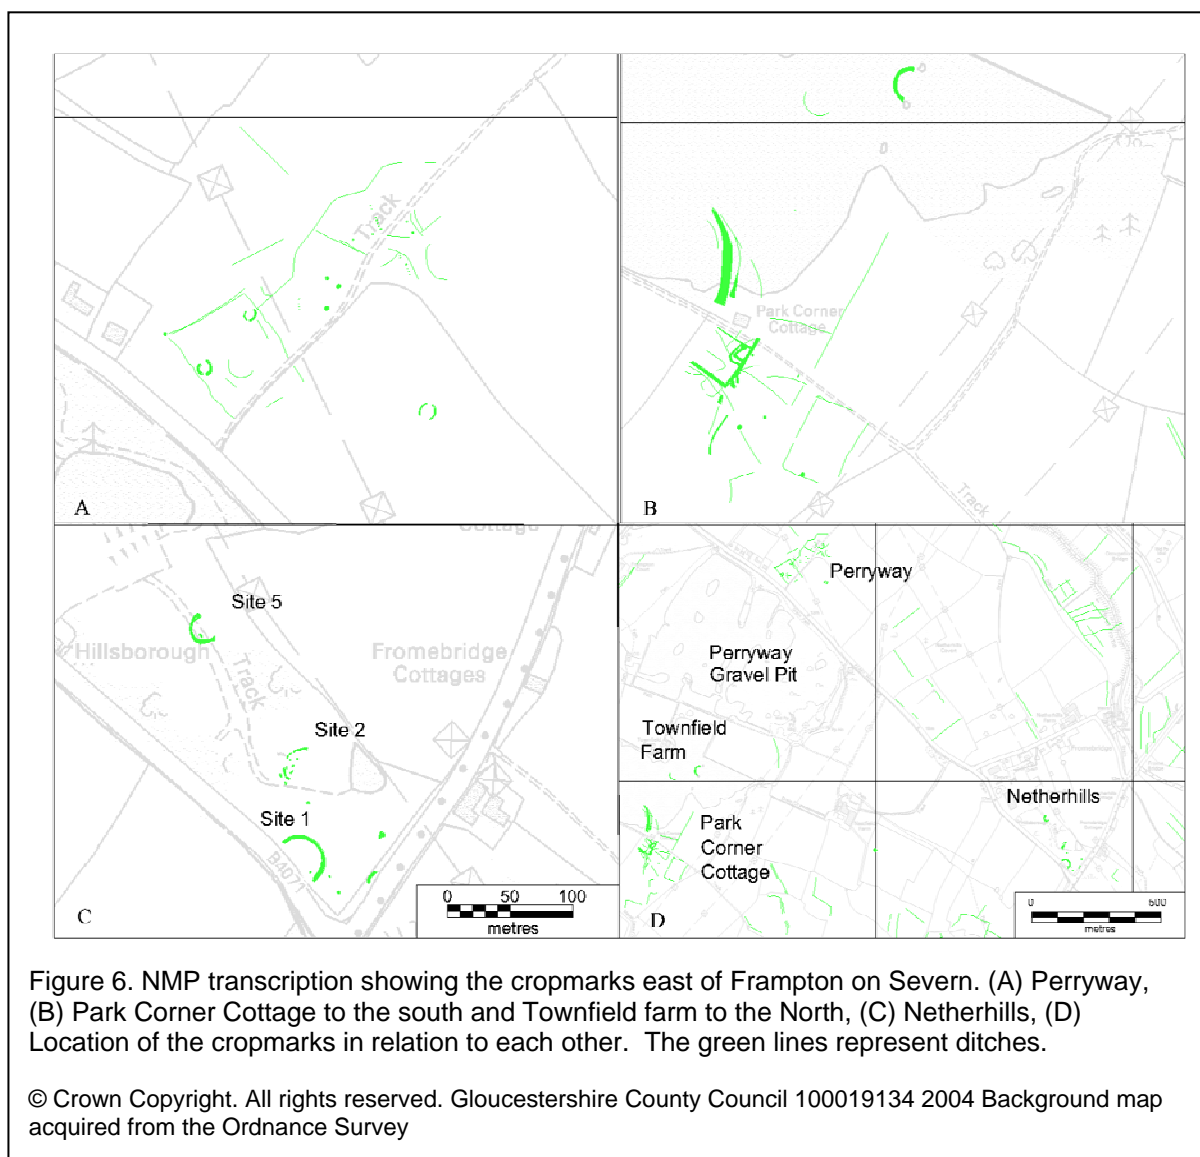 Track
A
Park Corner
Cottage
Track
B
Cottage
Site 5
Hillsborough
Track
Fromebridge
Cottages
Site 2
Site 1
B4071
0 50 100
metres
C
Perryway
Perryway
Gravel Pit
Townfield
Farm
Netherhills
Park
Corner
Cottage
0 500
metres
D
Figure 6. NMP transcription showing the cropmarks east of Frampton on Severn. (A) Perryway,
(B) Park Corner Cottage to the south and Townfield farm to the North, (C) Netherhills, (D)
Location of the cropmarks in relation to each other. The green lines represent ditches.
© Crown Copyright. All rights reserved. Gloucestershire County Council 100019134 2004 Background map
acquired from the Ordnance Survey